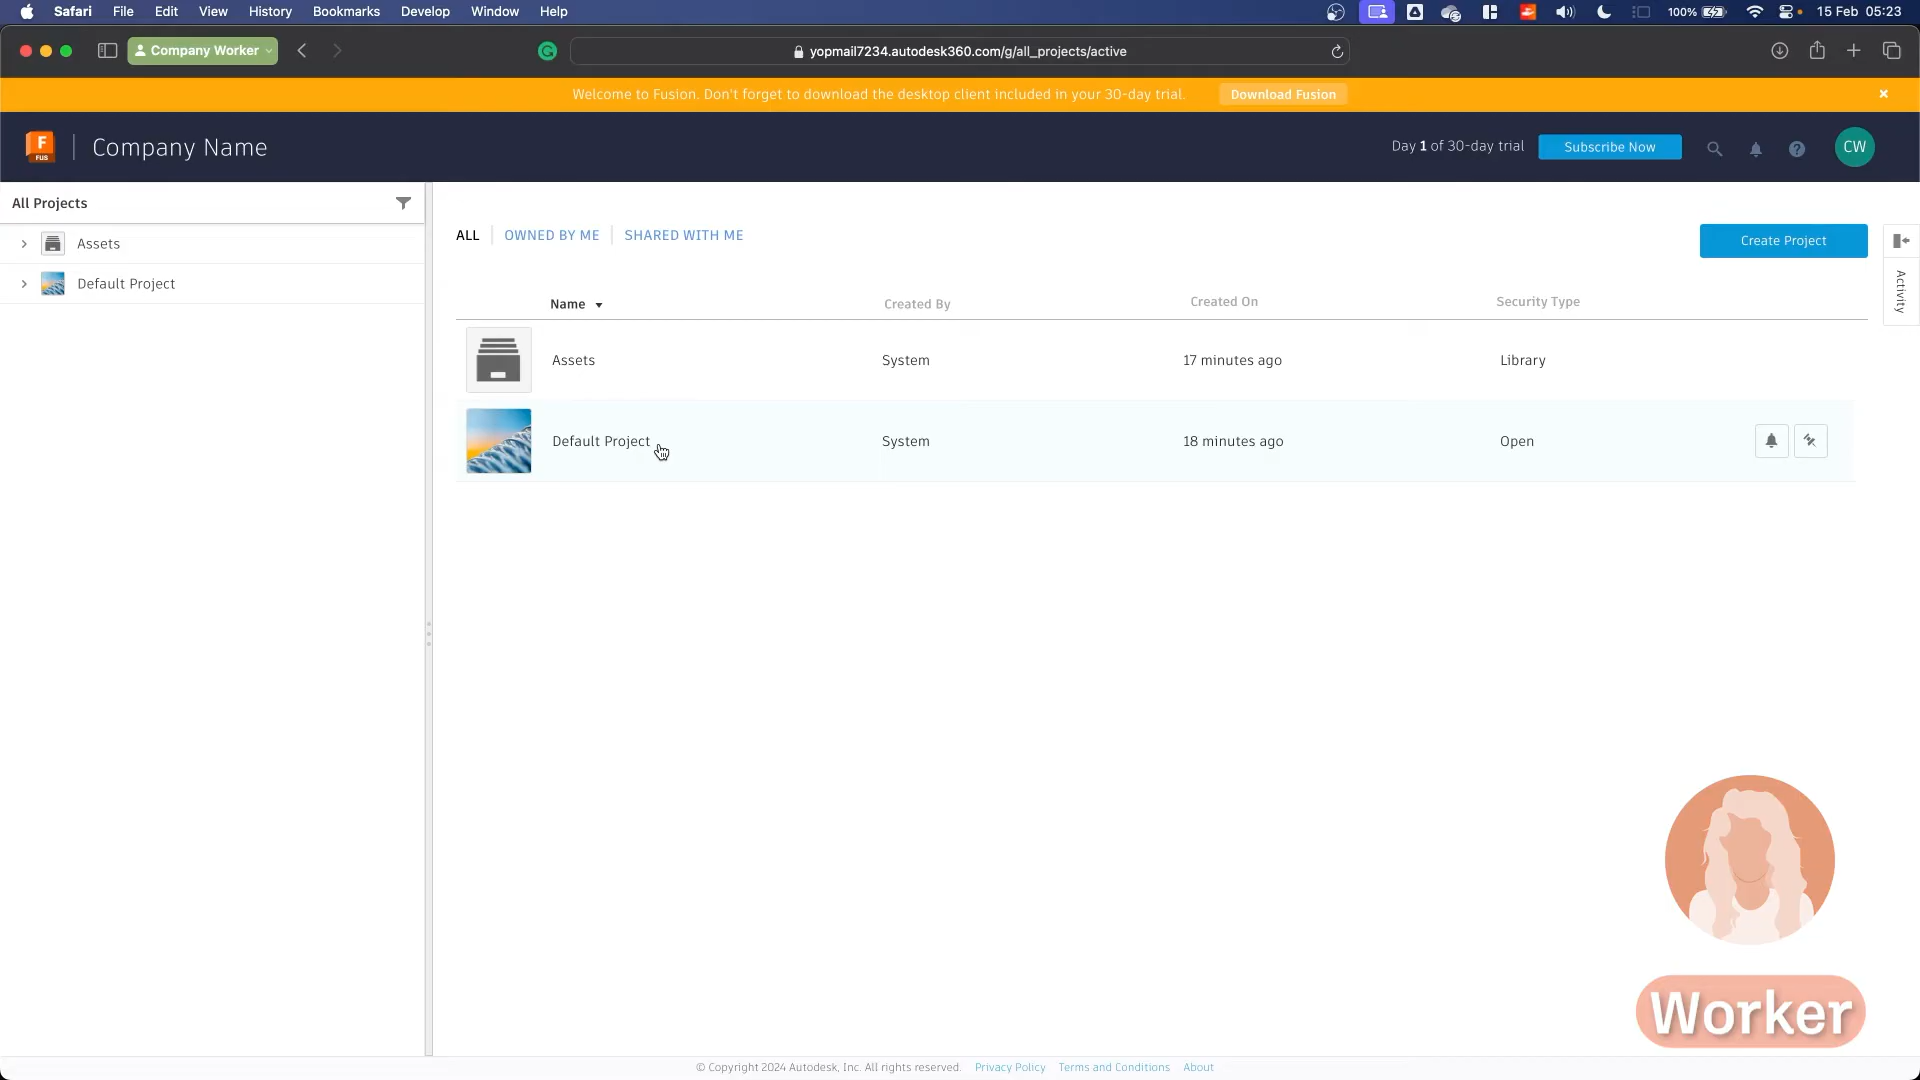 Safari File Edit View History Bookmarks Develop Window Help 100% 15 Feb 05:23
Company Worker yopmail7234.autodesk360.com/g/all_projects/active
Welcome to Fusion. Don't forget to download the desktop client included in your 30-day trial. Download Fusion
F
FUS
Company Name
Day 1 of 30-day trial
Subscribe Now
CW
All Projects
Assets
Default Project
ALL OWNED BY ME SHARED WITH ME
Create Project
Activity
Name Created By Created On Security Type
Assets System 17 minutes ago Library
Default Project System 18 minutes ago Open
Worker
© Copyright 2024 Autodesk, Inc. All rights reserved. Privacy Policy Terms and Conditions About